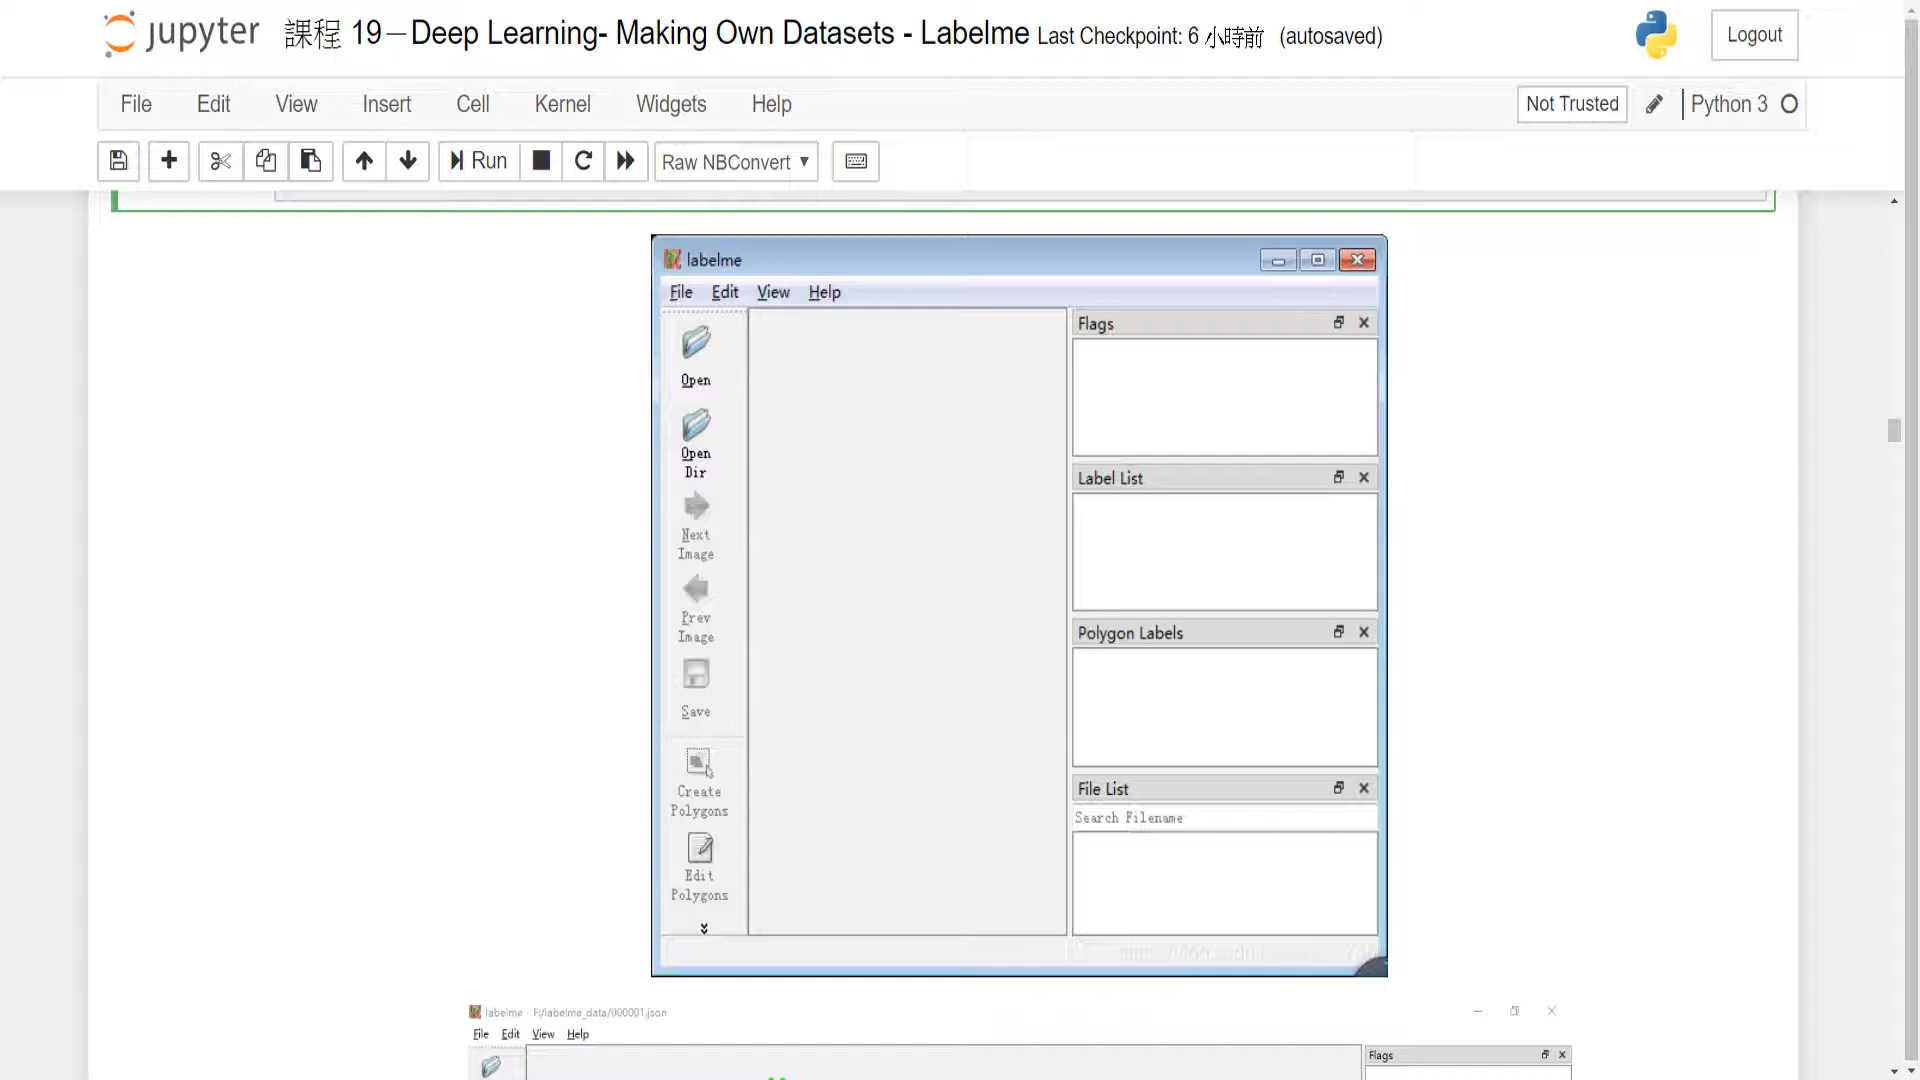 jupyter 課程 19－Deep Learning- Making Own Datasets - Labelme Last Checkpoint: 6 小時前 (autosaved) Logout
File Edit View Insert Cell Kernel Widgets Help Not Trusted Python 3
Run Raw NBConvert
labelme
File Edit View Help
Open
Open
Dir
Next
Image
Prev
Image
Save
Create
Polygons
Edit
Polygons
Flags
Label List
Polygon Labels
File List
Search Filename
labelme - F:/labelme_data/000001.json
File Edit View Help
Flags